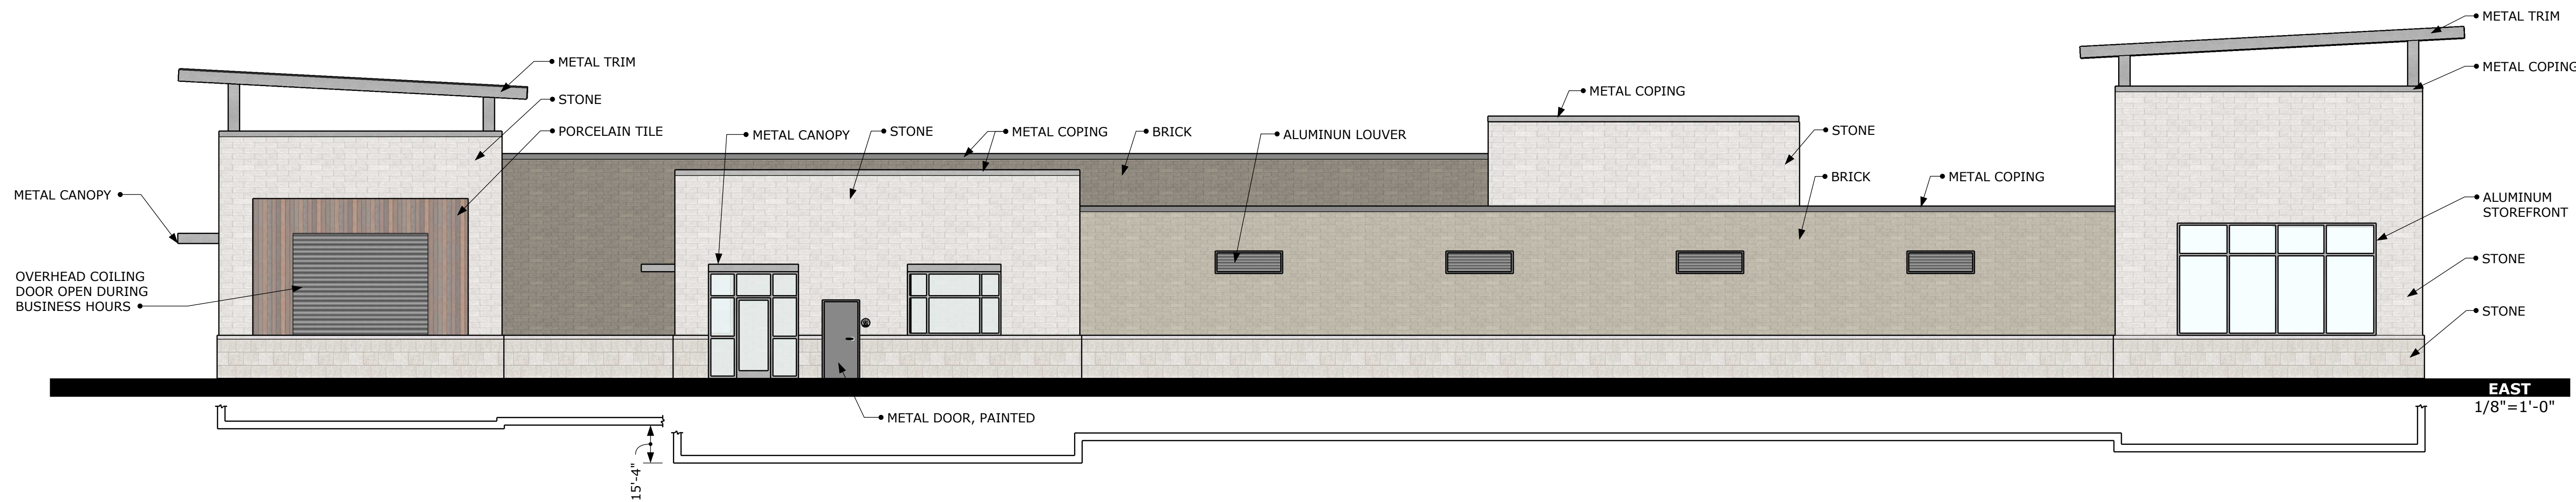 METAL TRIM
METAL TRIM
METAL COPING
METAL COPING
STONE
PORCELAIN TILE
METAL CANOPY
STONE
METAL COPING
BRICK
ALUMINUN LOUVER
STONE
METAL CANOPY
BRICK
METAL COPING
ALUMINUM
STOREFRONT
OVERHEAD COILING
DOOR OPEN DURING
BUSINESS HOURS
STONE
STONE
EAST
1/8"=1'-0"
METAL DOOR, PAINTED
15'-4"